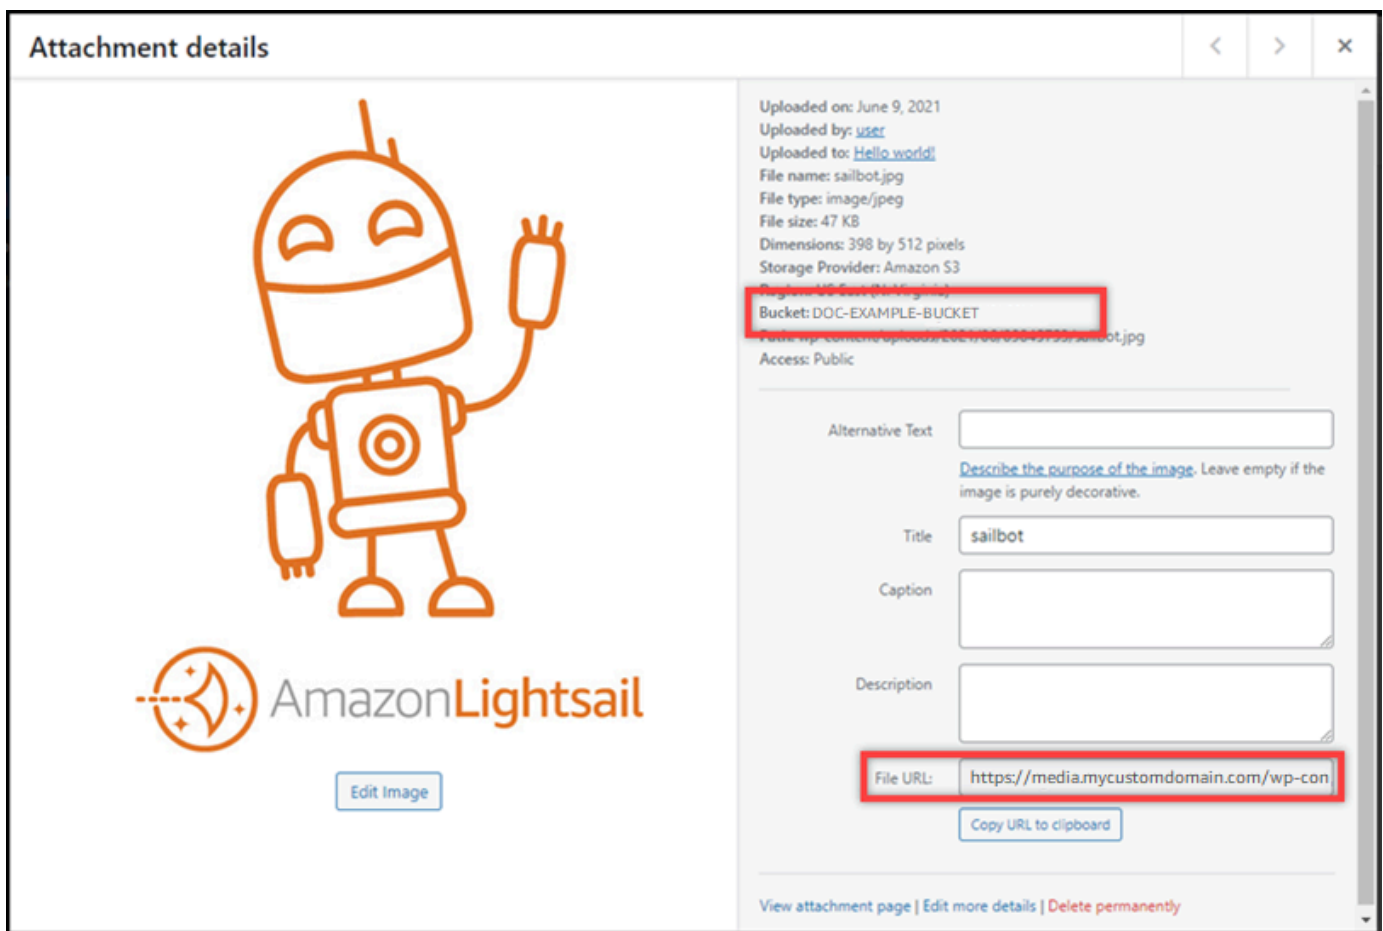 Attachment details
Uploaded on: June 9, 2021
Uploaded by: user
Uploaded to: Hello world!
File name: sailbot.jpg
File type: image/jpeg
File size: 47 KB
Dimensions: 398 by 512 pixels
Storage Provider: Amazon S3
Region: US East (N. Virginia)
Bucket: DOC-EXAMPLE-BUCKET
Access: Public
Alternative Text
Describe the purpose of the image. Leave empty if the
image is purely decorative.
Title sailbot
Caption
Description
File URL: https://media.mycustomdomain.com/wp-con
Copy URL to clipboard
AmazonLightsail
Edit Image
View attachment page | Edit more details | Delete permanently